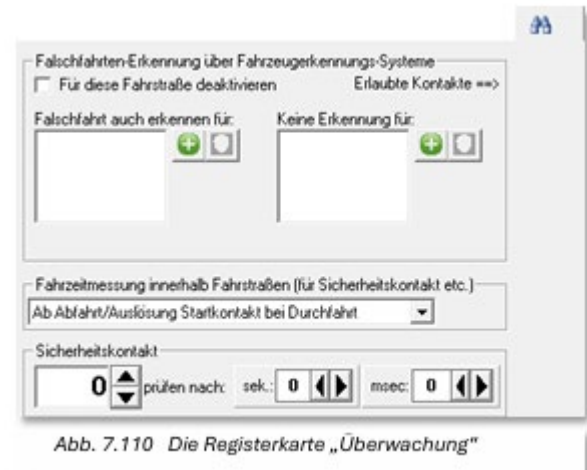 Falschfahrten-Erkennung über Fahrzeugerkennungs-Systeme
Für diese Fahrstraße deaktivieren Erlaubte Kontakte ==>
Falschfahrt auch erkennen für: Keine Erkennung für:
Fahrzeitmessung innerhalb Fahrstraßen (für Sicherheitskontakt etc.)
Ab Abfahrt/Auslösung Startkontakt bei Durchfahrt
Sicherheitskontakt
0 prüfen nach: sek.: 0 msec: 0
Abb. 7.110 Die Registerkarte „Überwachung“